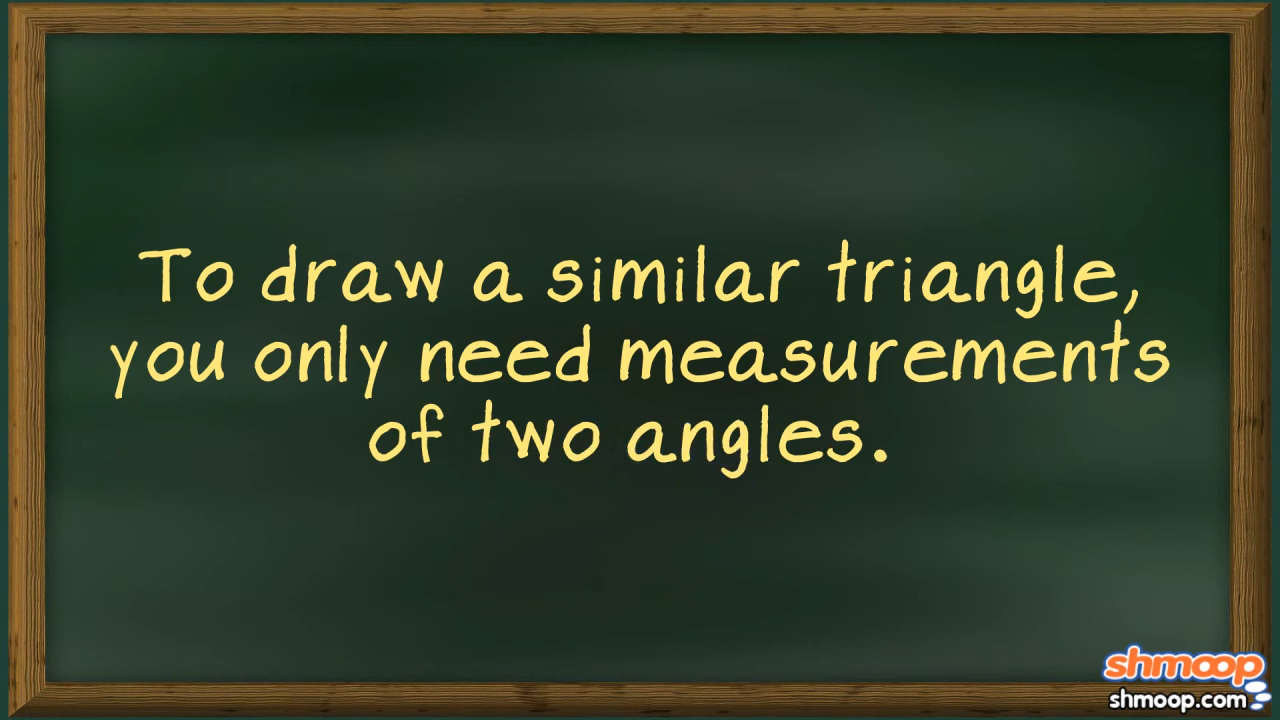 To draw a similar triangle,
you only need measurements
of two angles.
shmoop
shmoop.com